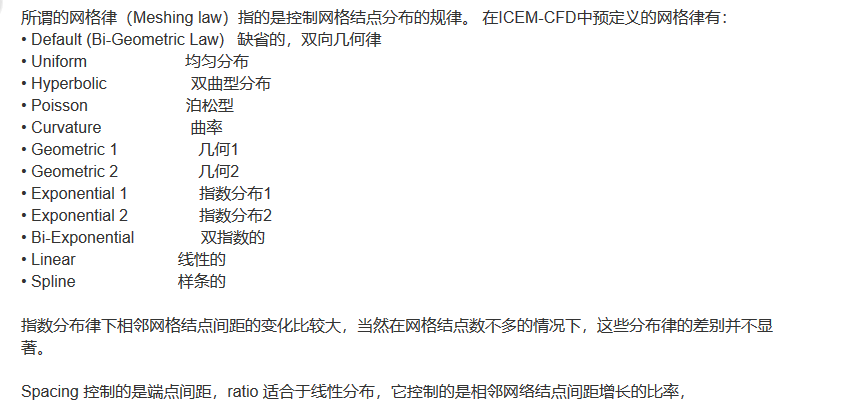 所谓的网格律（Meshing law）指的是控制网格结点分布的规律。 在ICEM-CFD中预定义的网格律有：
• Default (Bi-Geometric Law) 缺省的，双向几何律
• Uniform 均匀分布
• Hyperbolic 双曲型分布
• Poisson 泊松型
• Curvature 曲率
• Geometric 1 几何1
• Geometric 2 几何2
• Exponential 1 指数分布1
• Exponential 2 指数分布2
• Bi-Exponential 双指数的
• Linear 线性的
• Spline 样条的
指数分布律下相邻网格结点间距的变化比较大，当然在网格结点数不多的情况下，这些分布律的差别并不显
著。
Spacing 控制的是端点间距，ratio 适合于线性分布，它控制的是相邻网络结点间距增长的比率，